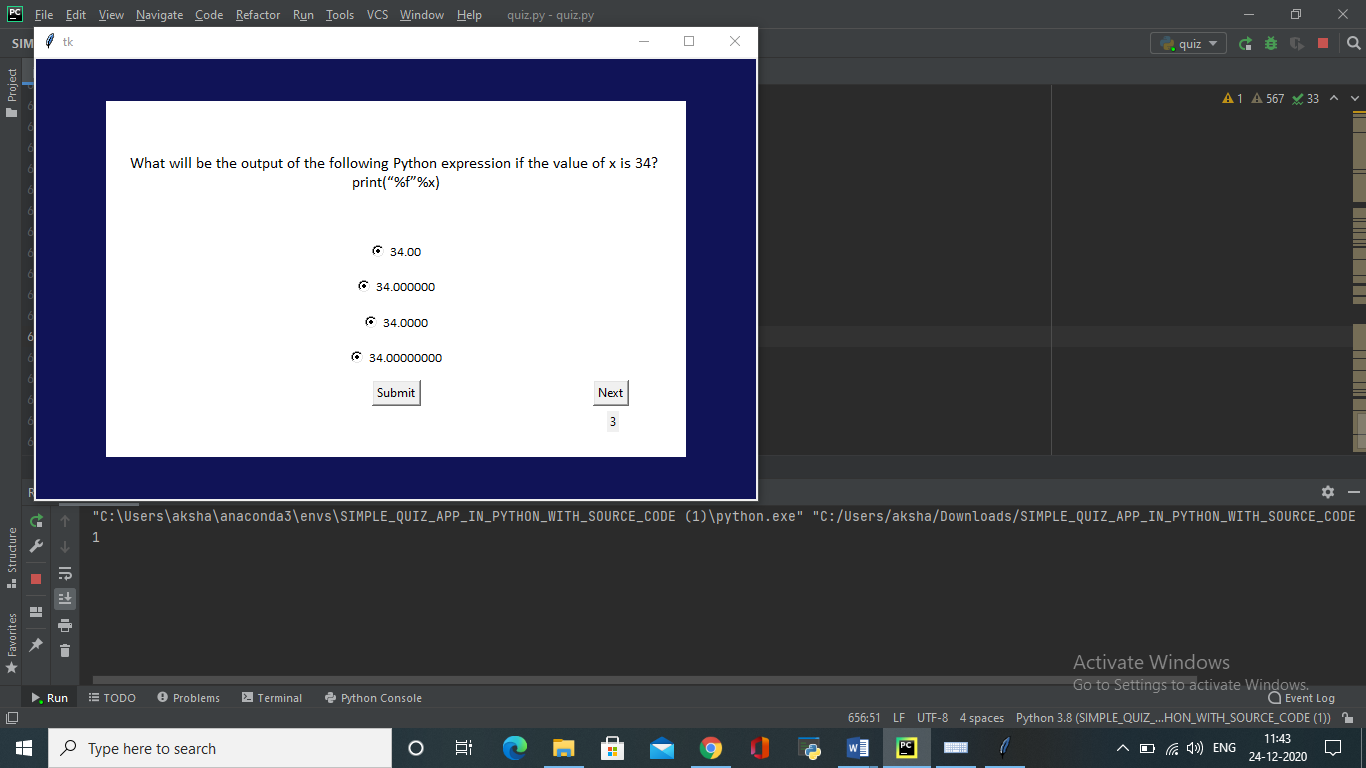 File Edit View Navigate Code Refactor Run Tools VCS Window Help quiz.py - quiz.py
tk
SIM
quiz
Project
1 567 33
What will be the output of the following Python expression if the value of x is 34?
print(“%f”%x)
34.00
34.000000
34.0000
34.00000000
Submit
Next
3
"C:\Users\aksha\anaconda3\envs\SIMPLE_QUIZ_APP_IN_PYTHON_WITH_SOURCE_CODE (1)\python.exe" "C:/Users/aksha/Downloads/SIMPLE_QUIZ_APP_IN_PYTHON_WITH_SOURCE_CODE
1
Structure
Favorites
Activate Windows
Go to Settings to activate Windows.
Run TODO Problems Terminal Python Console Event Log
656:51 LF UTF-8 4 spaces Python 3.8 (SIMPLE_QUIZ_...HON_WITH_SOURCE_CODE (1))
Type here to search
ENG
11:43
24-12-2020